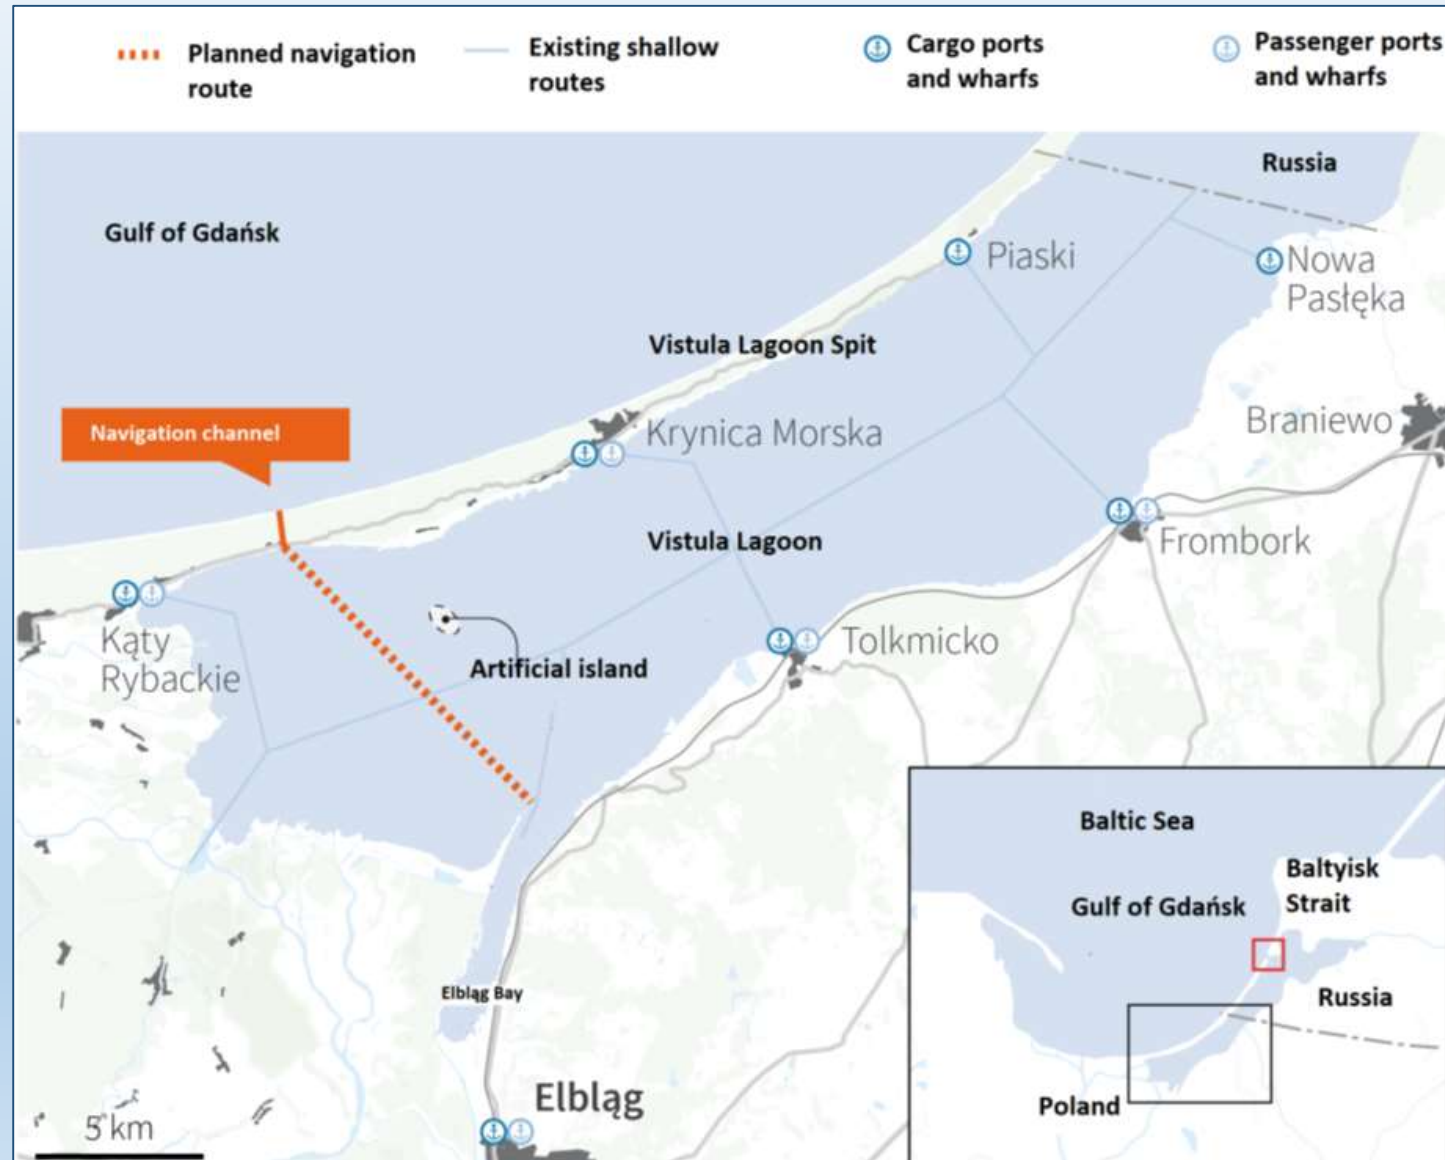 Planned navigation
route
Existing shallow
routes
Cargo ports
and wharfs
Passenger ports
and wharfs
Russia
Gulf of Gdańsk
Piaski
Nowa
Pasłęka
Vistula Lagoon Spit
Navigation channel
Krynica Morska
Braniewo
Vistula Lagoon
Frombork
Kąty
Rybackie
Tolkmicko
Artificial island
Elbląg Bay
Elbląg
5 km
Baltic Sea
Baltyisk
Strait
Gulf of Gdańsk
Russia
Poland